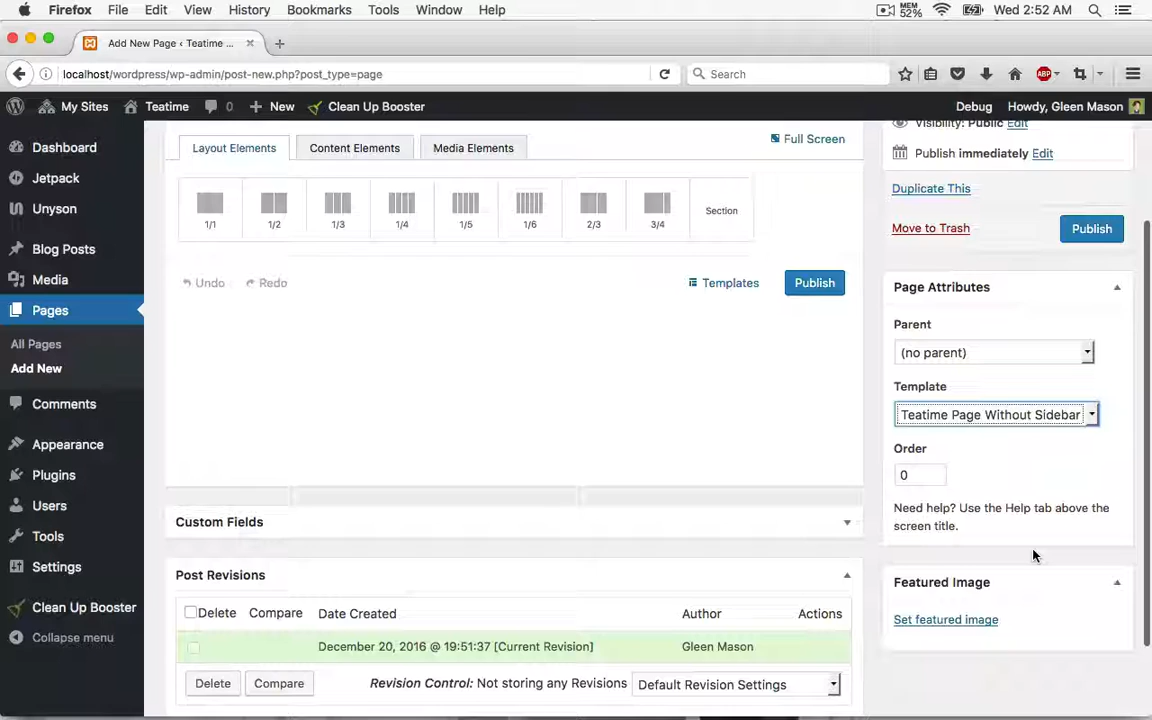 Firefox File Edit View History Bookmarks Tools Window Help MEM 52% Wed 2:52 AM
Add New Page ‹ Teatime ...
localhost/wordpress/wp-admin/post-new.php?post_type=page Search ABP
My Sites Teatime 0 New Clean Up Booster Debug Howdy, Gleen Mason
Dashboard
Jetpack
Unyson
Blog Posts
Media
Pages
All Pages
Add New
Comments
Appearance
Plugins
Users
Tools
Settings
Clean Up Booster
Collapse menu
Layout Elements Content Elements Media Elements Full Screen
1/1 1/2 1/3 1/4 1/5 1/6 2/3 3/4 Section
Undo Redo Templates Publish
Custom Fields
Post Revisions
Delete Compare Date Created Author Actions
December 20, 2016 @ 19:51:37 [Current Revision] Gleen Mason
Delete Compare Revision Control: Not storing any Revisions Default Revision Settings
Visibility: Public Edit
Publish immediately Edit
Duplicate This
Move to Trash Publish
Page Attributes
Parent
(no parent)
Template
Teatime Page Without Sidebar
Order
0
Need help? Use the Help tab above the
screen title.
Featured Image
Set featured image